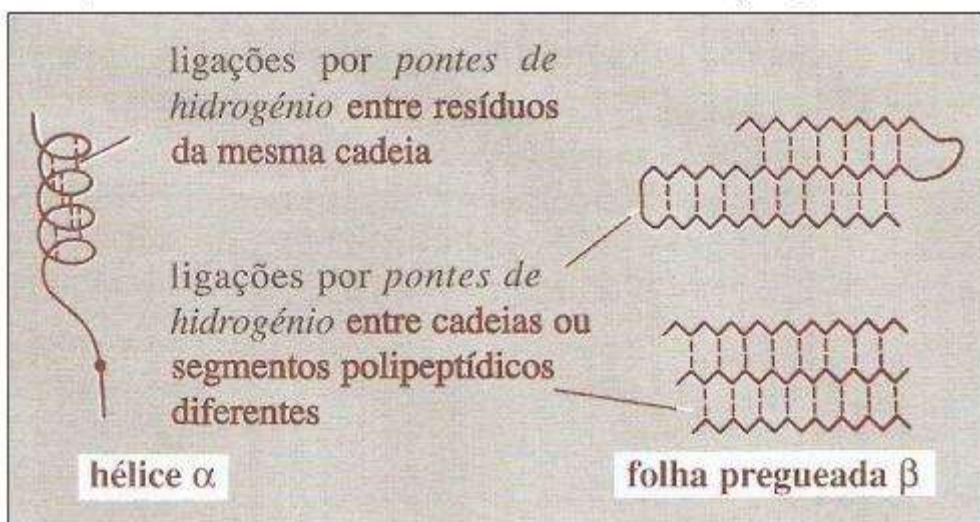 ligações por pontes de
hidrogénio entre resíduos
da mesma cadeia
ligações por pontes de
hidrogénio entre cadeias ou
segmentos polipeptídicos
diferentes
hélice α
folha pregueada β